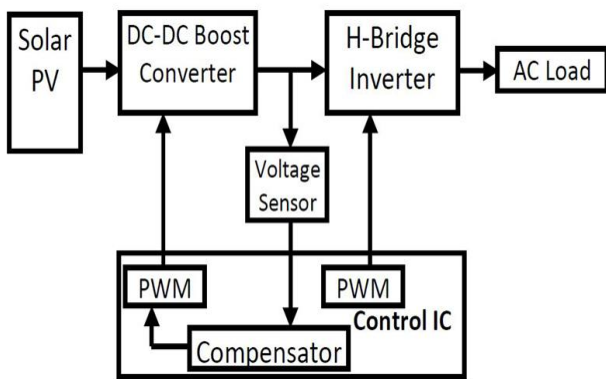 Solar
PV
DC-DC Boost
Converter
H-Bridge
Inverter
AC Load
Voltage
Sensor
PWM
PWM
Control IC
Compensator